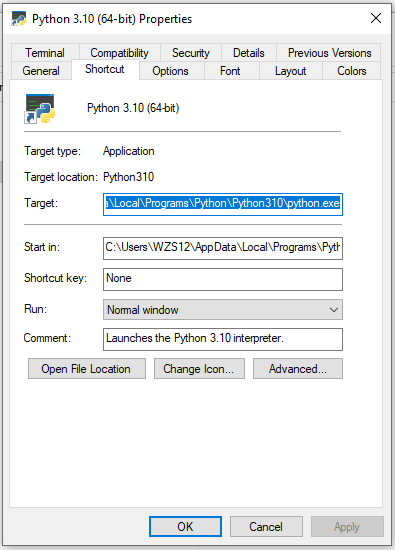 Python 3.10 (64-bit) Properties
Terminal Compatibility Security Details Previous Versions
General Shortcut Options Font Layout Colors
Python 3.10 (64-bit)
Target type: Application
Target location: Python310
Target: a\Local\Programs\Python\Python310\python.exe
Start in: C:\Users\WZS12\AppData\Local\Programs\Pyth
Shortcut key: None
Run: Normal window
Comment: Launches the Python 3.10 interpreter.
Open File Location Change Icon... Advanced...
OK Cancel Apply